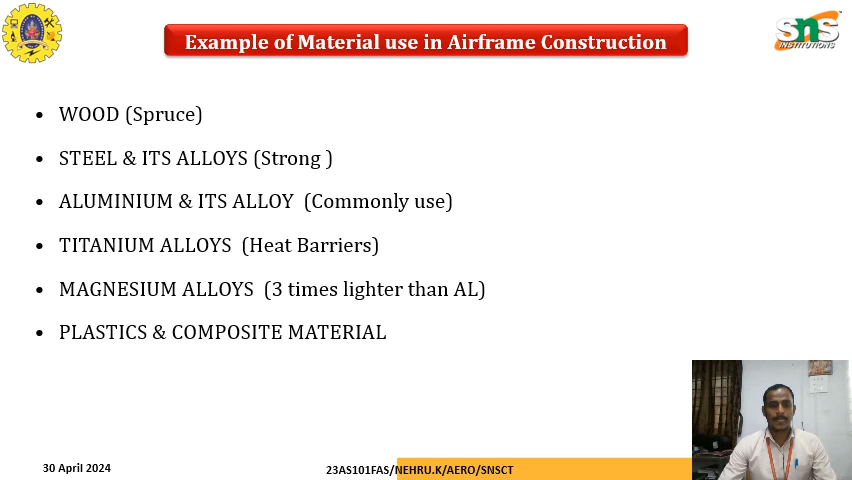 Example of Material use in Airframe Construction
SNS
INSTITUTIONS
• WOOD (Spruce)
• STEEL & ITS ALLOYS (Strong )
• ALUMINIUM & ITS ALLOY  (Commonly use)
• TITANIUM ALLOYS  (Heat Barriers)
• MAGNESIUM ALLOYS  (3 times lighter than AL)
• PLASTICS & COMPOSITE MATERIAL
30 April 2024
23AS101FAS/NEHRU.K/AERO/SNSCT